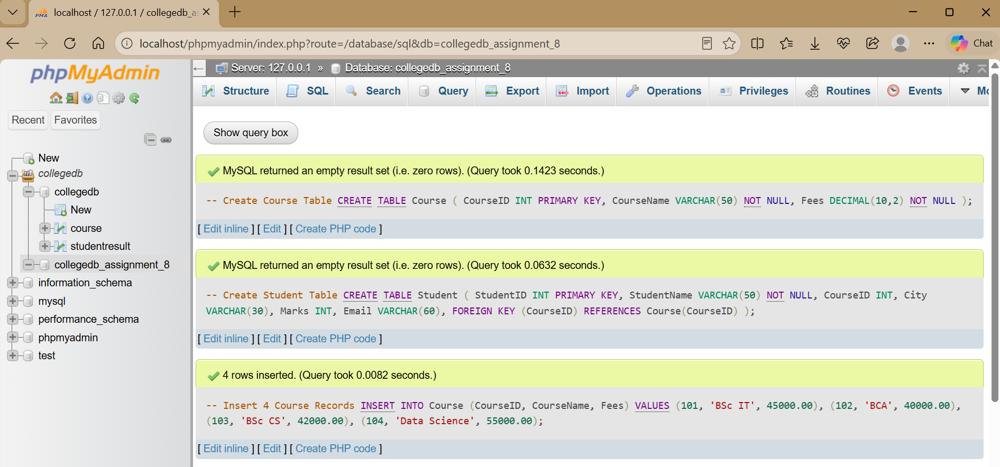 localhost / 127.0.0.1 / collegedb_as
localhost/phpmyadmin/index.php?route=/database/sql&db=collegedb_assignment_8
Chat
phpMyAdmin
Recent Favorites
New
collegedb
collegedb
New
course
studentresult
collegedb_assignment_8
information_schema
mysql
performance_schema
phpmyadmin
test
Server: 127.0.0.1 » Database: collegedb_assignment_8
Structure SQL Search Query Export Import Operations Privileges Routines Events Mo
Show query box
MySQL returned an empty result set (i.e. zero rows). (Query took 0.1423 seconds.)
-- Create Course Table CREATE TABLE Course ( CourseID INT PRIMARY KEY, CourseName VARCHAR(50) NOT NULL, Fees DECIMAL(10,2) NOT NULL );
[ Edit inline ] [ Edit ] [ Create PHP code ]
MySQL returned an empty result set (i.e. zero rows). (Query took 0.0632 seconds.)
-- Create Student Table CREATE TABLE Student ( StudentID INT PRIMARY KEY, StudentName VARCHAR(50) NOT NULL, CourseID INT, City
VARCHAR(30), Marks INT, Email VARCHAR(60), FOREIGN KEY (CourseID) REFERENCES Course(CourseID) );
[ Edit inline ] [ Edit ] [ Create PHP code ]
4 rows inserted. (Query took 0.0082 seconds.)
-- Insert 4 Course Records INSERT INTO Course (CourseID, CourseName, Fees) VALUES (101, 'BSc IT', 45000.00), (102, 'BCA', 40000.00),
(103, 'BSc CS', 42000.00), (104, 'Data Science', 55000.00);
[ Edit inline ] [ Edit ] [ Create PHP code ]